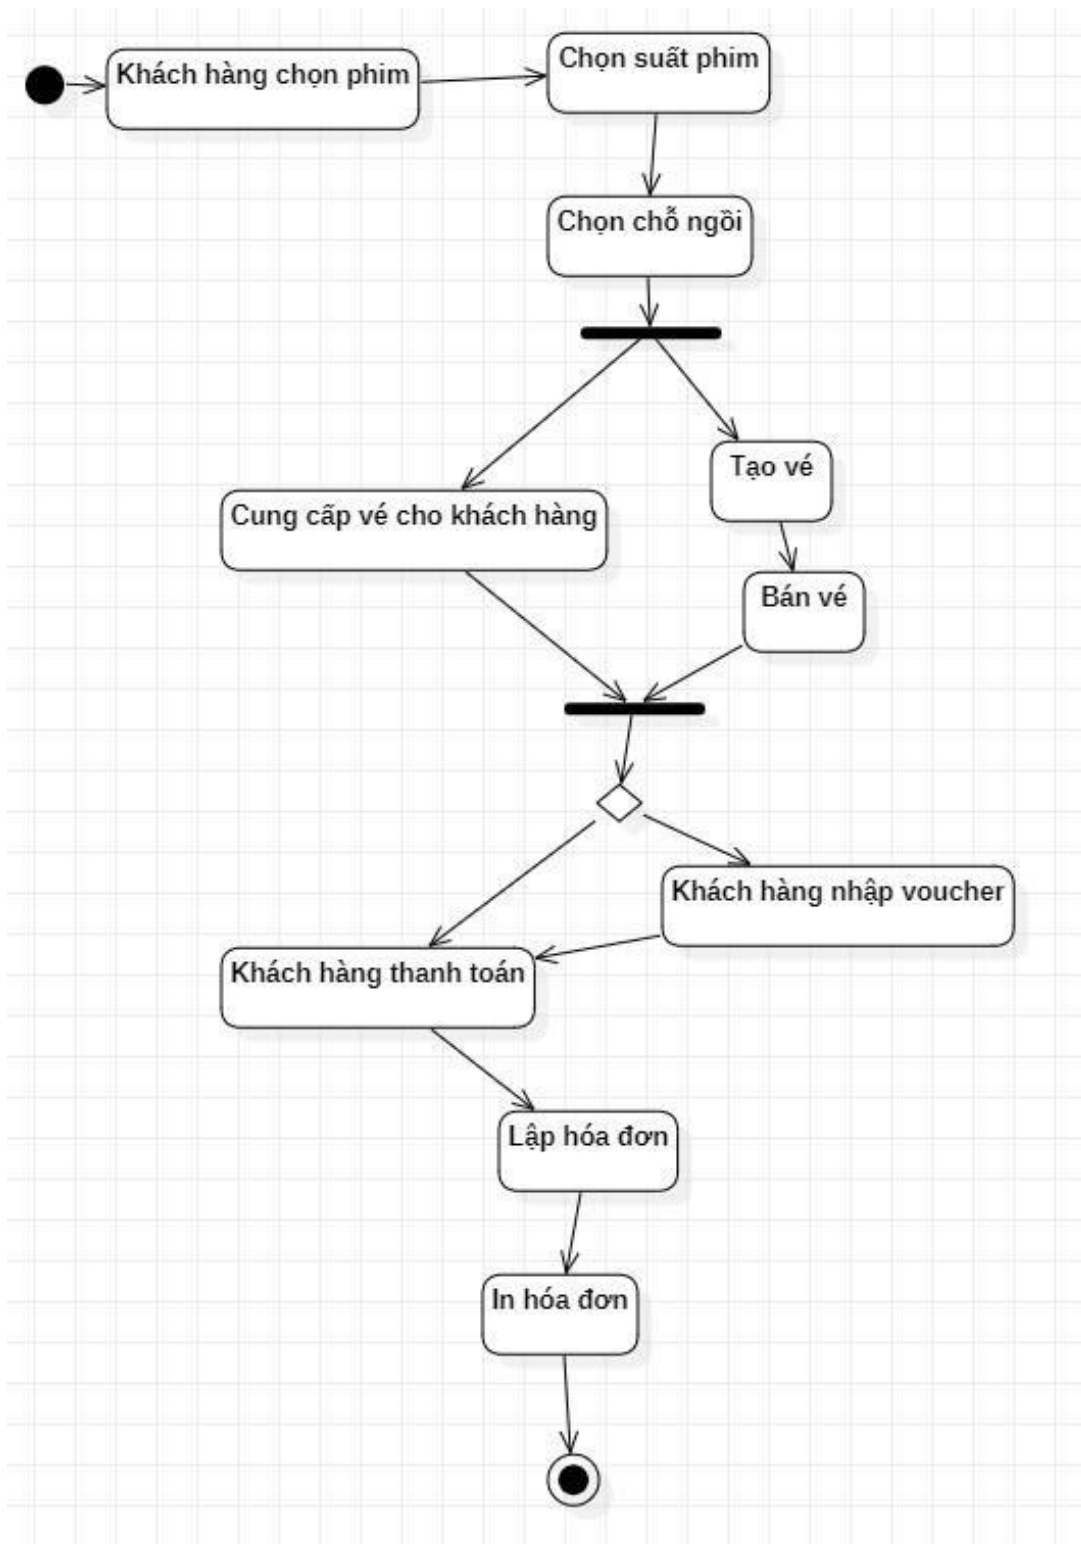 Khách hàng chọn phim
Chọn suất phim
Chọn chỗ ngồi
Tạo vé
Cung cấp vé cho khách hàng
Bán vé
Khách hàng nhập voucher
Khách hàng thanh toán
Lập hóa đơn
In hóa đơn